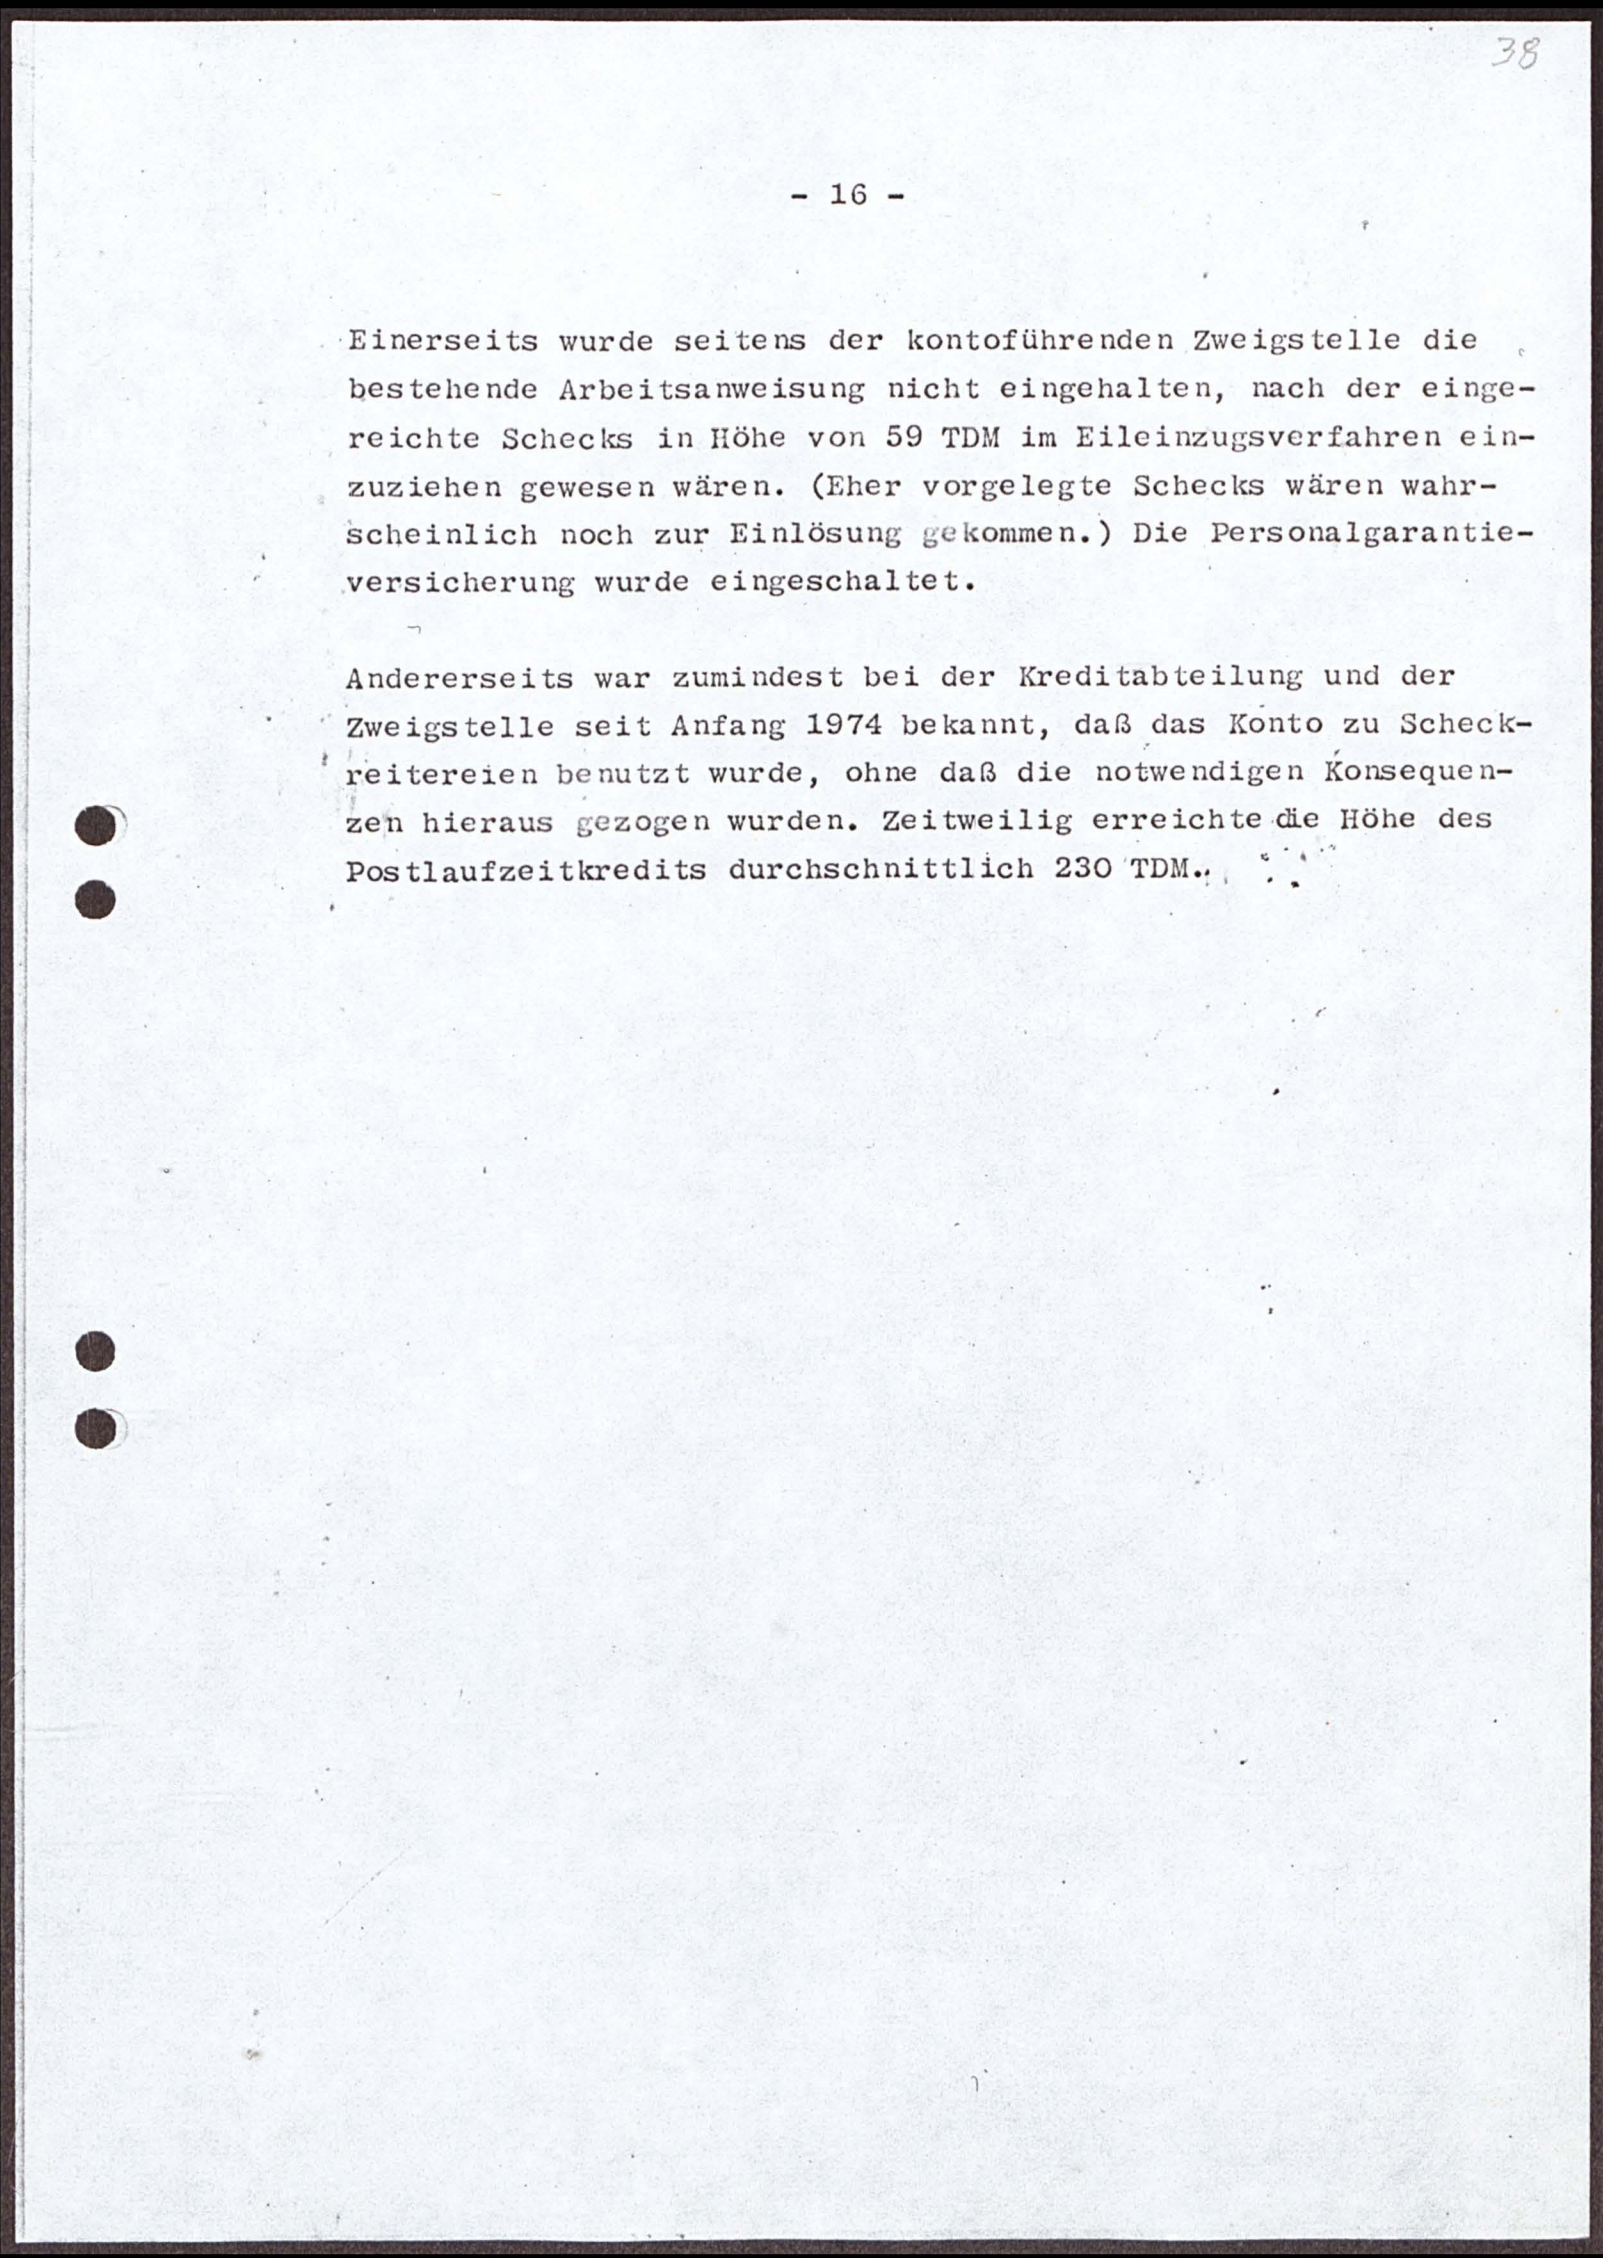 38
- 16 -
Einerseits wurde seitens der kontoführenden Zweigstelle die
bestehende Arbeitsanweisung nicht eingehalten, nach der einge-
reichte Schecks in Höhe von 59 TDM im Eileinzugsverfahren ein-
zuziehen gewesen wären. (Eher vorgelegte Schecks wären wahr-
scheinlich noch zur Einlösung gekommen.) Die Personalgarantie-
versicherung wurde eingeschaltet.
Andererseits war zumindest bei der Kreditabteilung und der
Zweigstelle seit Anfang 1974 bekannt, daß das Konto zu Scheck-
reitereien benutzt wurde, ohne daß die notwendigen Konsequen-
zen hieraus gezogen wurden. Zeitweilig erreichte die Höhe des
Postlaufzeitkredits durchschnittlich 230 TDM.